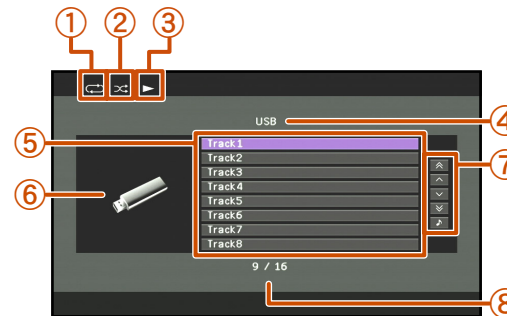 ① ② ③
USB ④
⑤ Track1
Track2
Track3 ⑦
Track4
⑥ Track5
Track6
Track7
Track8
9 / 16
⑧